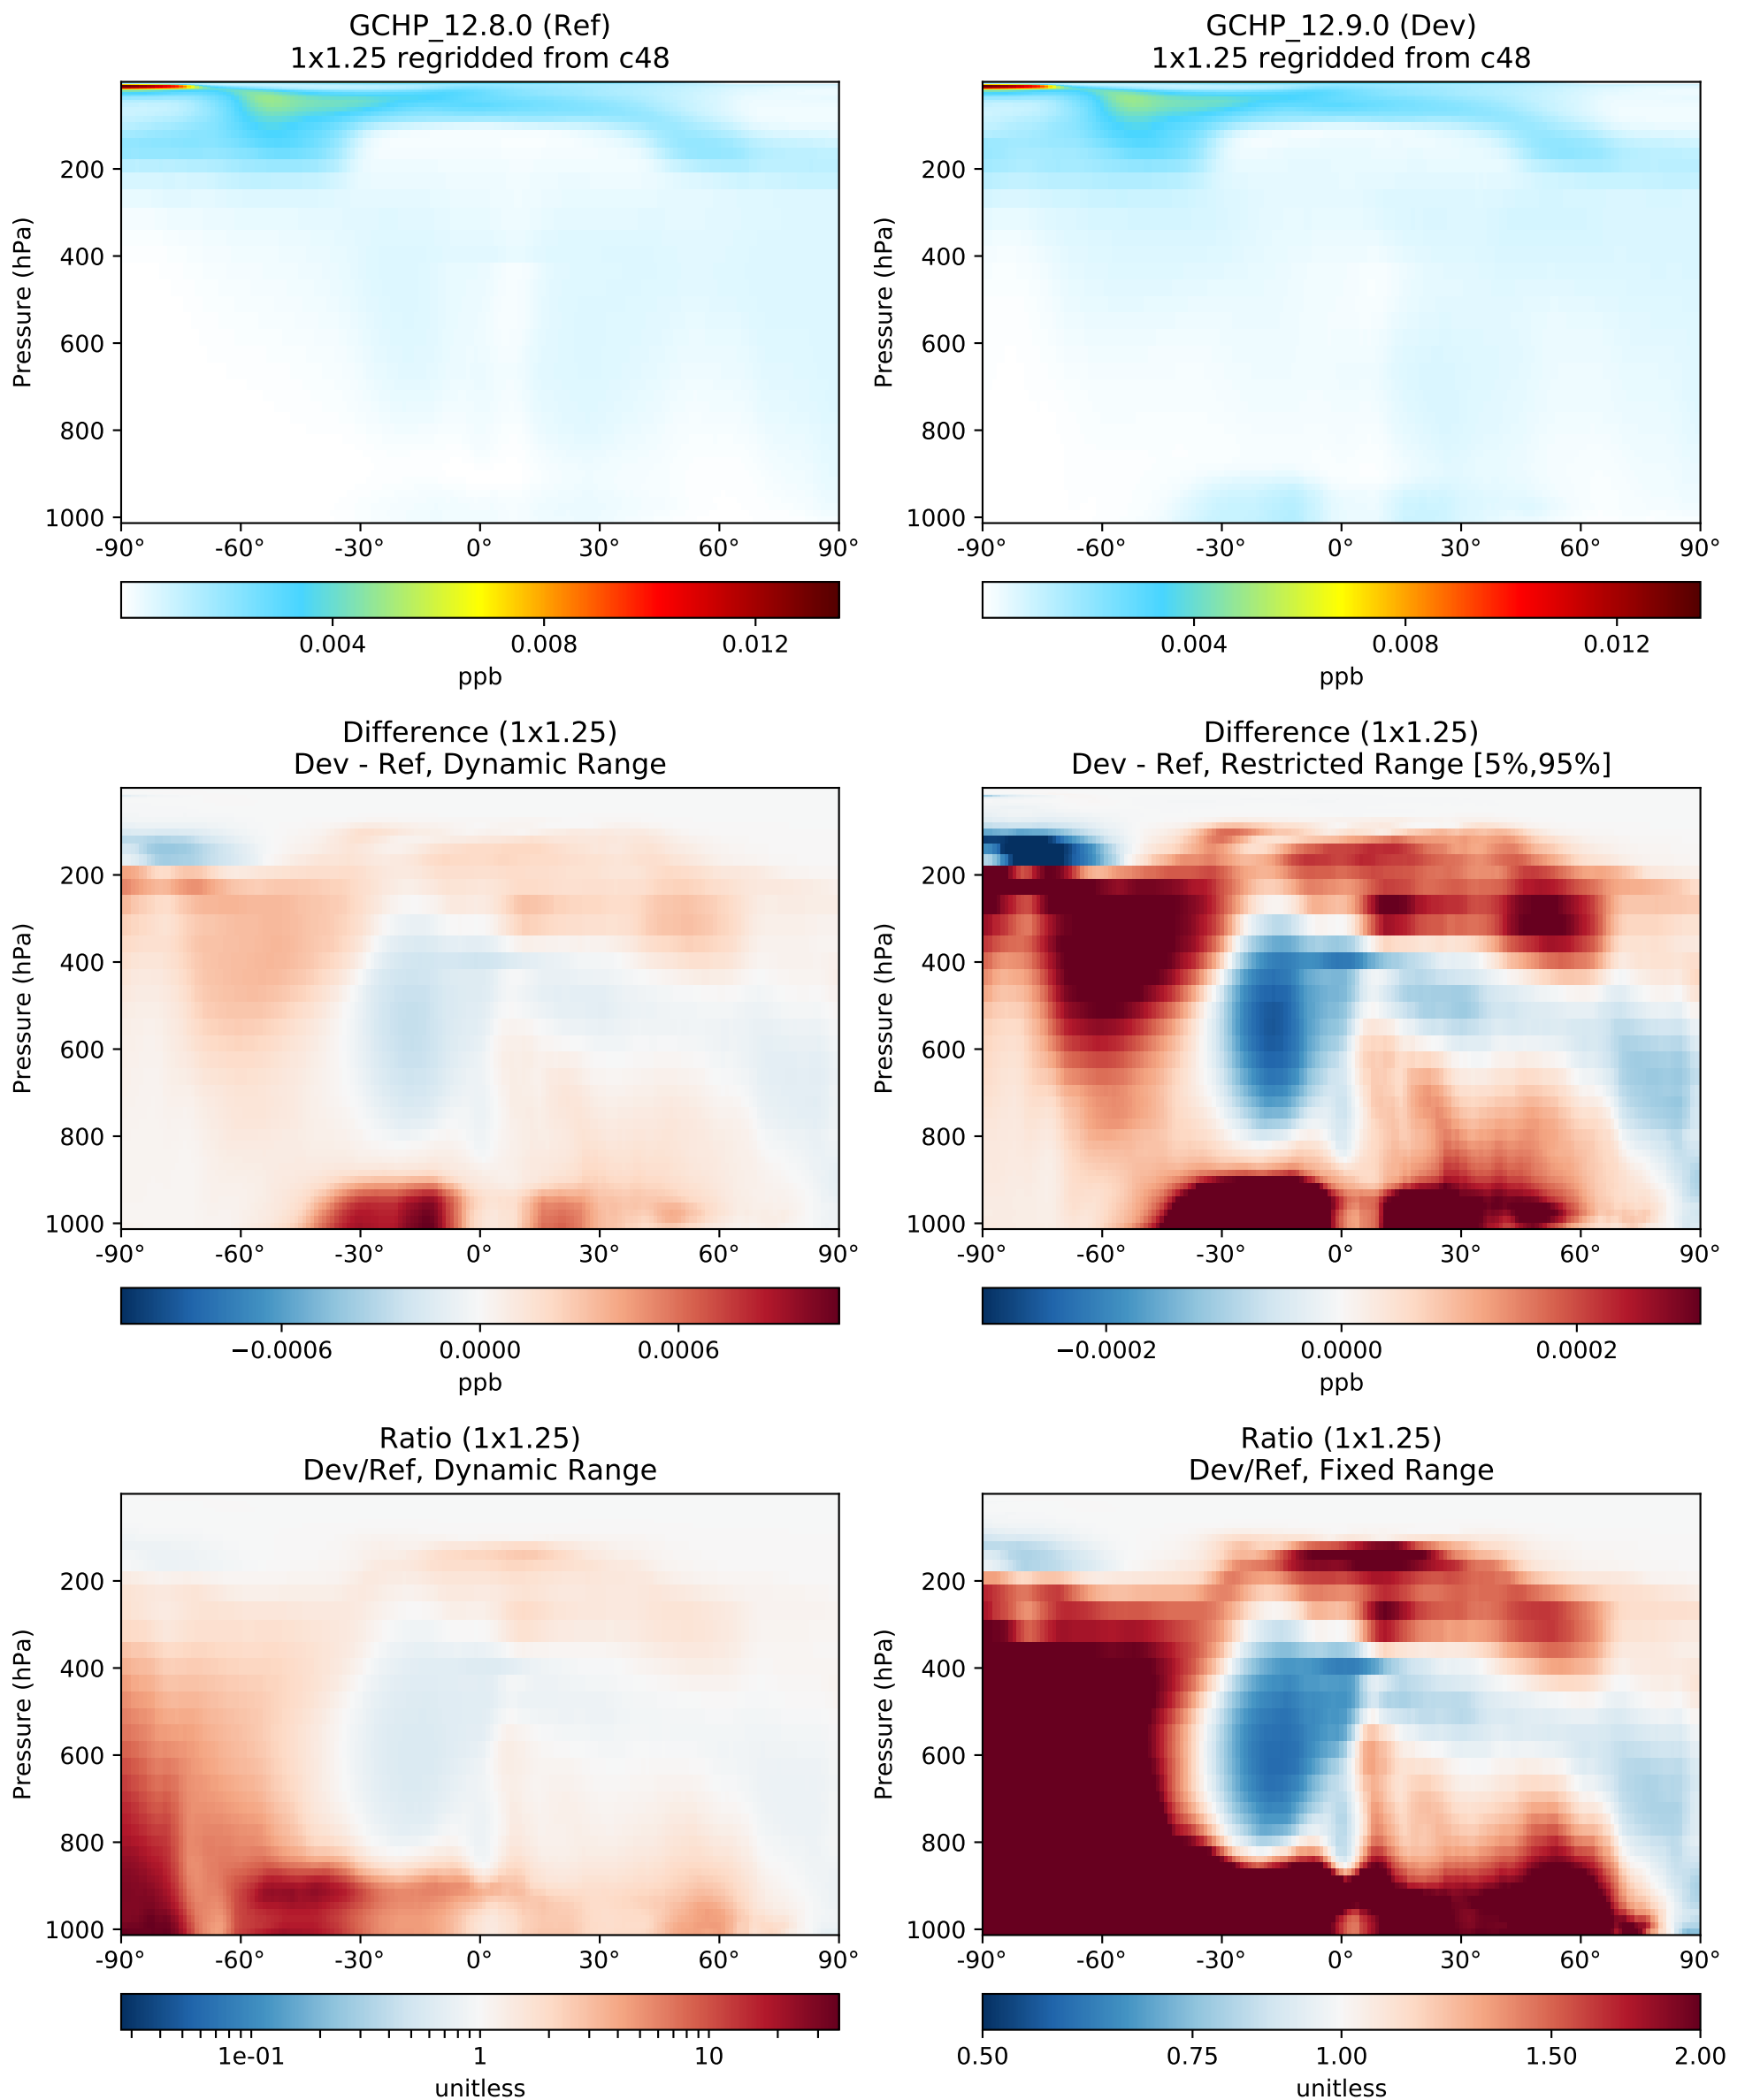 GCHP_12.8.0 (Ref)
1x1.25 regridded from c48
Pressure (hPa)
200
400
600
800
1000
-90° -60° -30° 0° 30° 60° 90°
0.004 0.008 0.012
ppb
GCHP_12.9.0 (Dev)
1x1.25 regridded from c48
Pressure (hPa)
200
400
600
800
1000
-90° -60° -30° 0° 30° 60° 90°
0.004 0.008 0.012
ppb
Difference (1x1.25)
Dev - Ref, Dynamic Range
Pressure (hPa)
200
400
600
800
1000
-90° -60° -30° 0° 30° 60° 90°
−0.0006 0.0000 0.0006
ppb
Difference (1x1.25)
Dev - Ref, Restricted Range [5%,95%]
Pressure (hPa)
200
400
600
800
1000
-90° -60° -30° 0° 30° 60° 90°
−0.0002 0.0000 0.0002
ppb
Ratio (1x1.25)
Dev/Ref, Dynamic Range
Pressure (hPa)
200
400
600
800
1000
-90° -60° -30° 0° 30° 60° 90°
1e-01 1 10
unitless
Ratio (1x1.25)
Dev/Ref, Fixed Range
Pressure (hPa)
200
400
600
800
1000
-90° -60° -30° 0° 30° 60° 90°
0.50 0.75 1.00 1.50 2.00
unitless